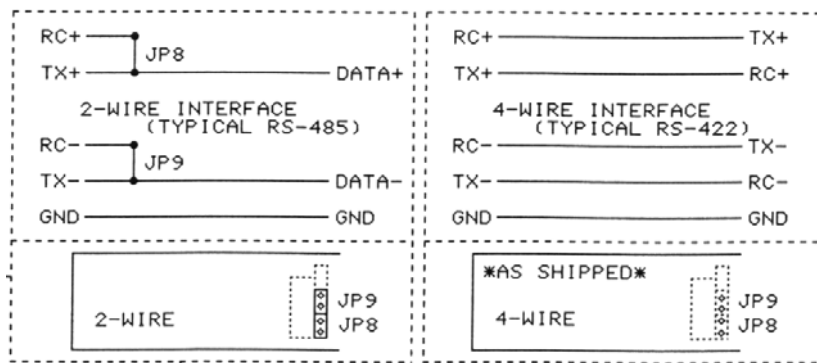 RC+
JP8
TX+ DATA+
2-WIRE INTERFACE
(TYPICAL RS-485)
RC-
JP9
TX- DATA-
GND GND
JP9
2-WIRE JP8
RC+ TX+
TX+ RC+
4-WIRE INTERFACE
(TYPICAL RS-422)
RC- TX-
TX- RC-
GND GND
*AS SHIPPED*
JP9
4-WIRE JP8